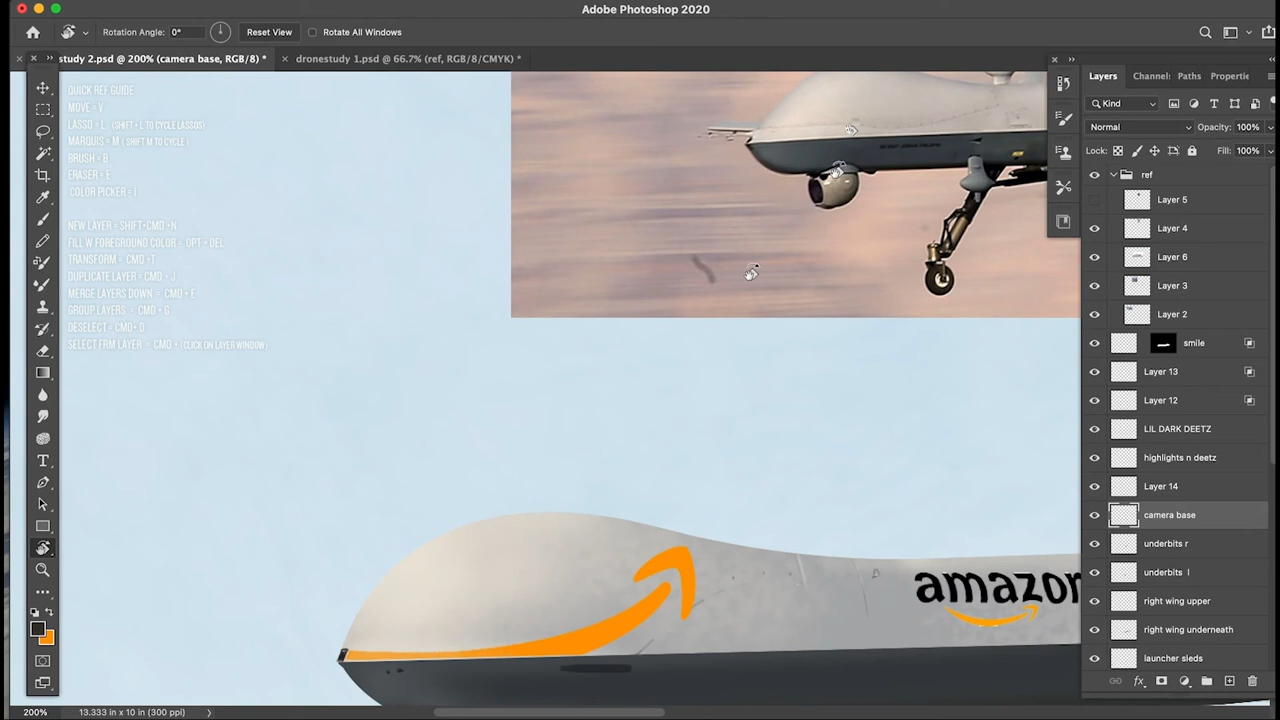 Adobe Photoshop 2020
Rotation Angle: 0° Reset View Rotate All Windows
study 2.psd @ 200% (camera base, RGB/8) * dronestudy 1.psd @ 66.7% (ref, RGB/8/CMYK) *
QUICK REF GUIDE
MOVE = V
LASSO = L (SHIFT + L TO CYCLE LASSOS)
MARQUIS = M ( SHIFT M TO CYCLE )
BRUSH = B
ERASER = E
COLOR PICKER = I
NEW LAYER = SHIFT+CMD +N
FILL W FOREGROUND COLOR = OPT + DEL
TRANSFORM = CMD +T
DUPLICATE LAYER = CMD + J
MERGE LAYERS DOWN = CMD + E
GROUP LAYERS = CMD + G
DESELECT = CMD+ D
SELECT FRM LAYER = CMD + (CLICK ON LAYER WINDOW)
amazon
Layers Channel: Paths Propertie
Kind
Normal Opacity: 100%
Lock: Fill: 100%
ref
Layer 5
Layer 4
Layer 6
Layer 3
Layer 2
smile
Layer 13
Layer 12
LIL DARK DEETZ
highlights n deetz
Layer 14
camera base
underbits r
underbits l
right wing upper
right wing underneath
launcher sleds
200% 13.333 in x 10 in (300 ppi)